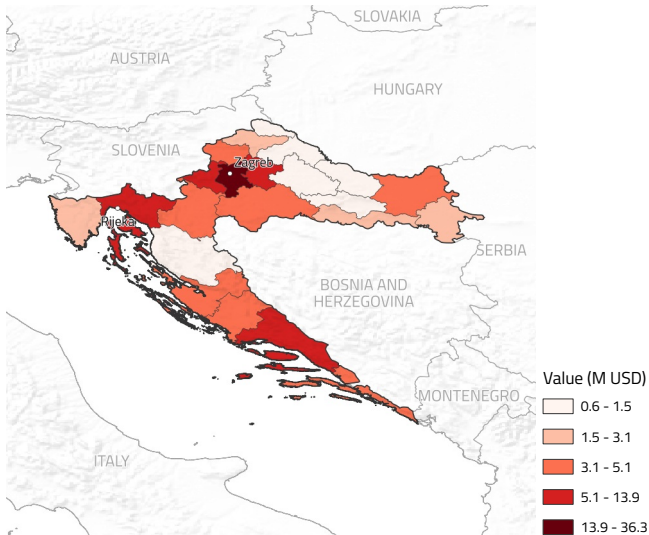 SLOVAKIA
AUSTRIA
HUNGARY
SLOVENIA
Zagreb
Rijeka
SERBIA
BOSNIA AND
HERZEGOVINA
MONTENEGRO
ITALY
Value (M USD)
0.6 - 1.5
1.5 - 3.1
3.1 - 5.1
5.1 - 13.9
13.9 - 36.3